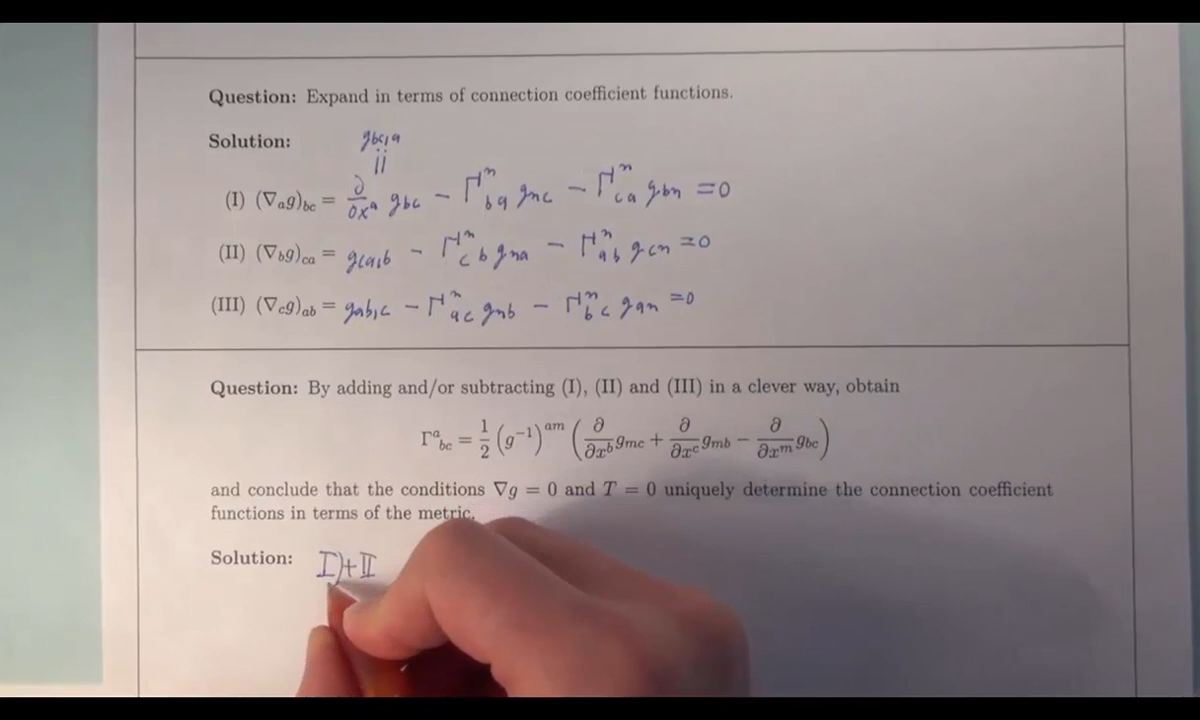 Question: Expand in terms of connection coefficient functions.
Solution:
g_{bc,a}
||
(I) (∇_a g)_{bc} = ∂/∂x^a g_{bc} − Γ^m_{ba} g_{mc} − Γ^m_{ca} g_{bm} = 0
(II) (∇_b g)_{ca} = g_{ca,b} − Γ^m_{cb} g_{ma} − Γ^m_{ab} g_{cm} = 0
(III) (∇_c g)_{ab} = g_{ab,c} − Γ^m_{ac} g_{mb} − Γ^m_{bc} g_{am} = 0
Question: By adding and/or subtracting (I), (II) and (III) in a clever way, obtain
Γ^a_{bc} = 1/2 (g^{-1})^{am} (∂/∂x^b g_{mc} + ∂/∂x^c g_{mb} − ∂/∂x^m g_{bc})
and conclude that the conditions ∇g = 0 and T = 0 uniquely determine the connection coefficient
functions in terms of the metric.
Solution: I)+II